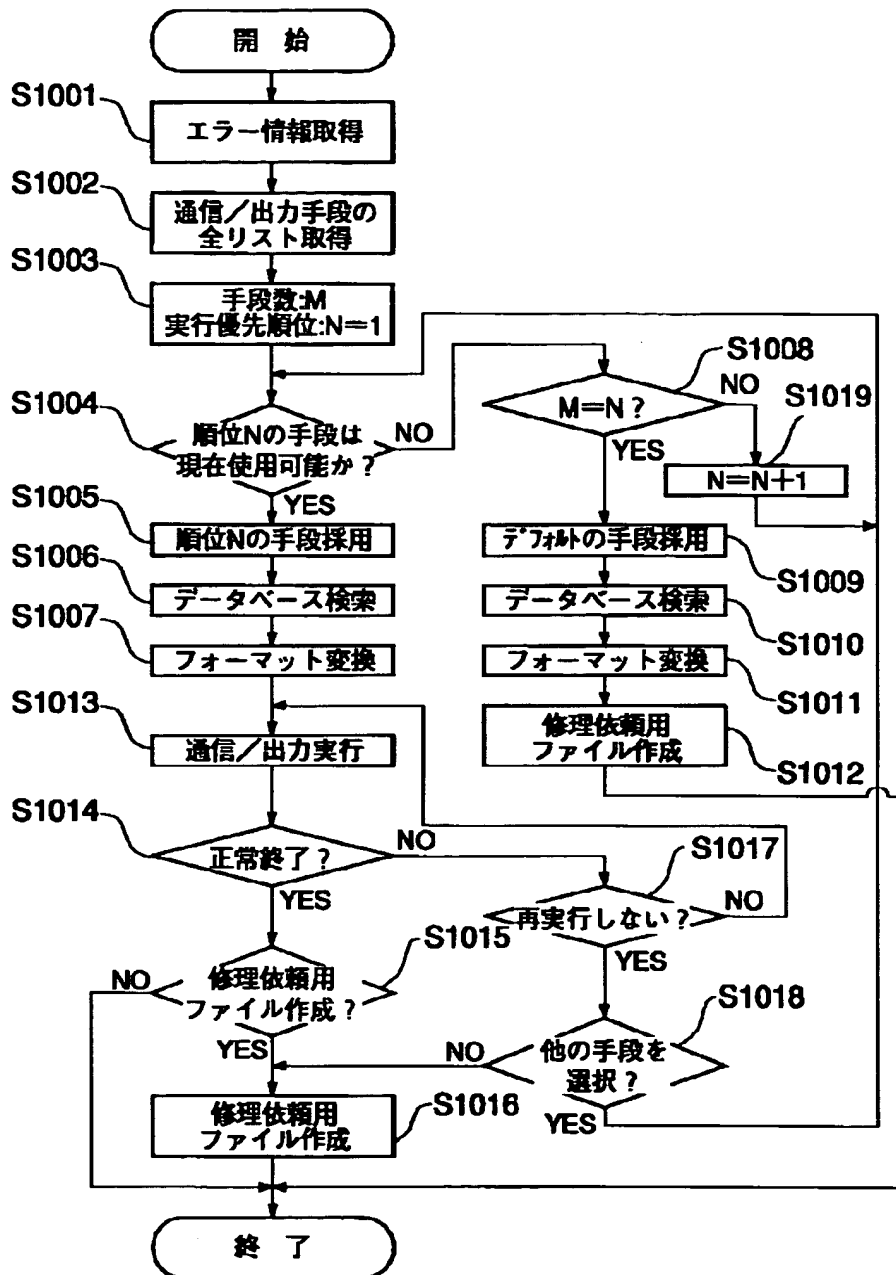 開 始
S1001
エラー情報取得
S1002
通信／出力手段の
全リスト取得
S1003
手段数:M
実行優先順位:N＝1
S1004
順位Nの手段は
現在使用可能か？
NO
YES
S1008
M＝N？
NO
YES
S1019
N＝N＋1
S1005
順位Nの手段採用
S1006
データベース検索
S1007
フォーマット変換
デフォルトの手段採用
S1009
データベース検索
S1010
フォーマット変換
S1011
修理依頼用
ファイル作成
S1012
S1013
通信／出力実行
S1014
正常終了？
NO
YES
S1017
再実行しない？
NO
YES
S1015
修理依頼用
ファイル作成？
NO
YES
S1018
他の手段を
選択？
NO
YES
S1016
修理依頼用
ファイル作成
終 了